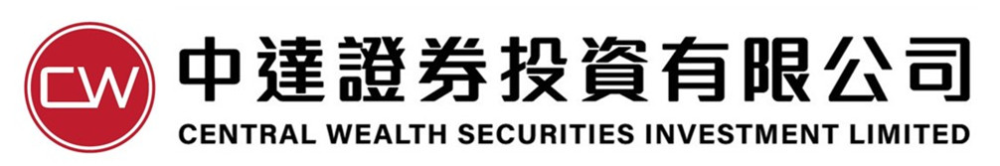 CW
中達證券投資有限公司
CENTRAL WEALTH SECURITIES INVESTMENT LIMITED